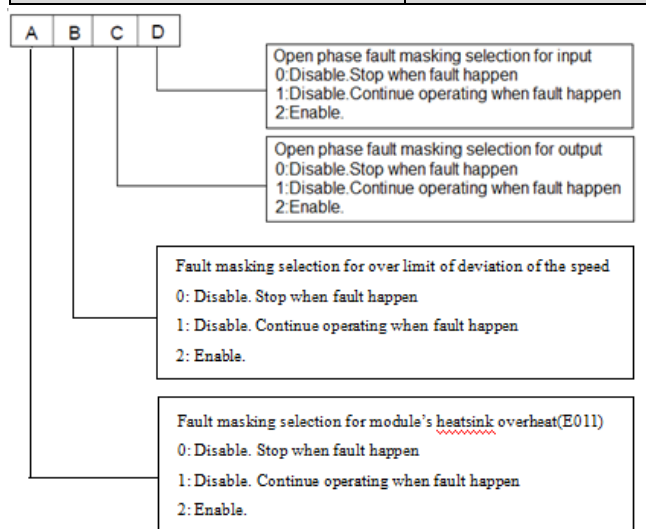 A B C D
Open phase fault masking selection for input
0:Disable.Stop when fault happen
1:Disable.Continue operating when fault happen
2:Enable.
Open phase fault masking selection for output
0:Disable.Stop when fault happen
1:Disable.Continue operating when fault happen
2:Enable.
Fault masking selection for over limit of deviation of the speed
0: Disable. Stop when fault happen
1: Disable. Continue operating when fault happen
2: Enable.
Fault masking selection for module's heatsink overheat(E011)
0: Disable. Stop when fault happen
1: Disable. Continue operating when fault happen
2: Enable.